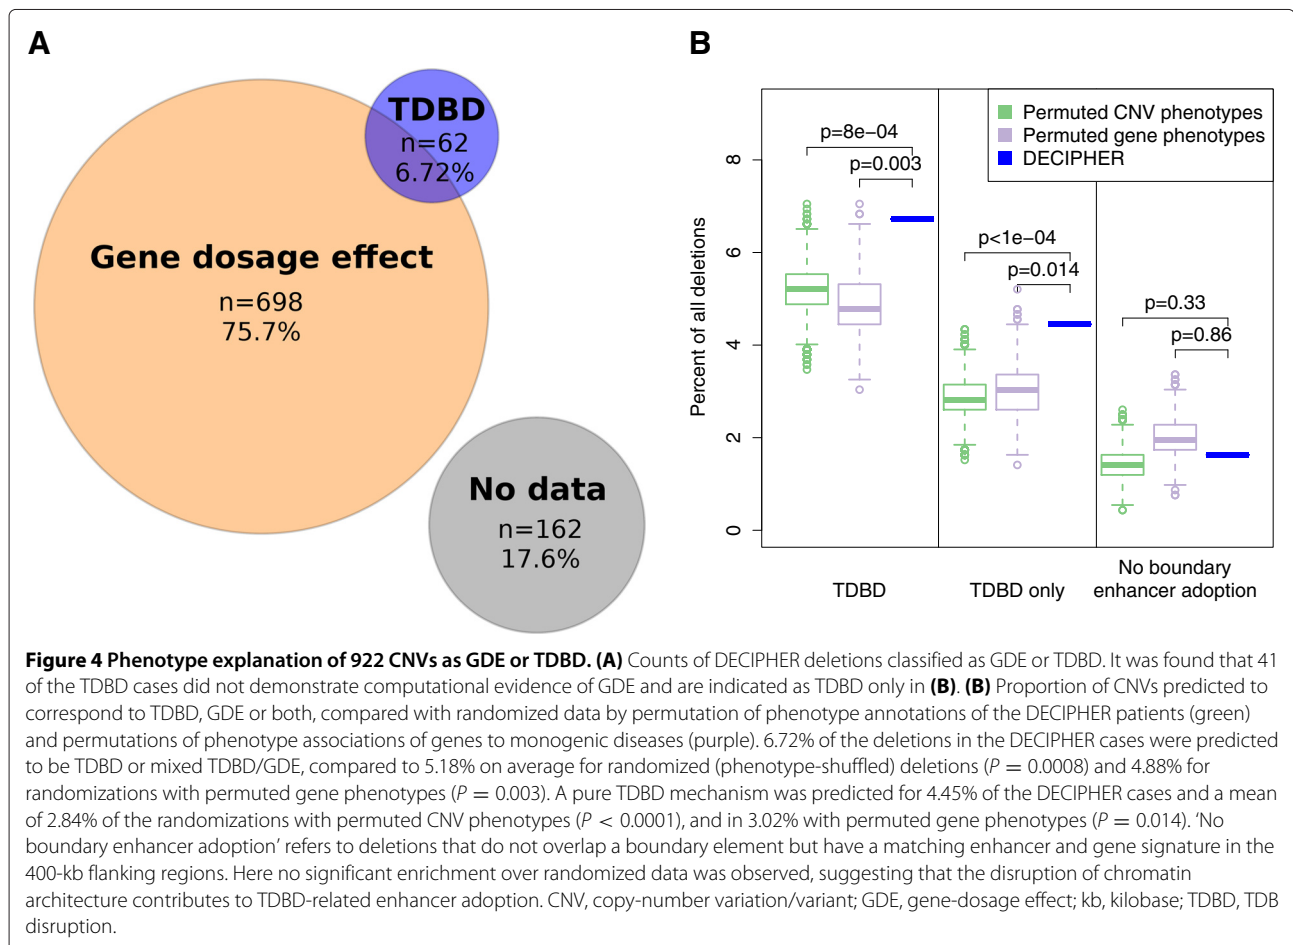 A
TDBD
n=62
6.72%
Gene dosage effect
n=698
75.7%
No data
n=162
17.6%
B
Permuted CNV phenotypes
Permuted gene phenotypes
DECIPHER
Percent of all deletions
8
6
4
2
0
p=8e−04
p=0.003
p<1e−04
p=0.014
p=0.33
p=0.86
TDBD
TDBD only
No boundary
enhancer adoption
Figure 4 Phenotype explanation of 922 CNVs as GDE or TDBD. (A) Counts of DECIPHER deletions classified as GDE or TDBD. It was found that 41
of the TDBD cases did not demonstrate computational evidence of GDE and are indicated as TDBD only in (B). (B) Proportion of CNVs predicted to
correspond to TDBD, GDE or both, compared with randomized data by permutation of phenotype annotations of the DECIPHER patients (green)
and permutations of phenotype associations of genes to monogenic diseases (purple). 6.72% of the deletions in the DECIPHER cases were predicted
to be TDBD or mixed TDBD/GDE, compared to 5.18% on average for randomized (phenotype-shuffled) deletions (P = 0.0008) and 4.88% for
randomizations with permuted gene phenotypes (P = 0.003). A pure TDBD mechanism was predicted for 4.45% of the DECIPHER cases and a mean
of 2.84% of the randomizations with permuted CNV phenotypes (P < 0.0001), and in 3.02% with permuted gene phenotypes (P = 0.014). ‘No
boundary enhancer adoption’ refers to deletions that do not overlap a boundary element but have a matching enhancer and gene signature in the
400-kb flanking regions. Here no significant enrichment over randomized data was observed, suggesting that the disruption of chromatin
architecture contributes to TDBD-related enhancer adoption. CNV, copy-number variation/variant; GDE, gene-dosage effect; kb, kilobase; TDBD, TDB
disruption.